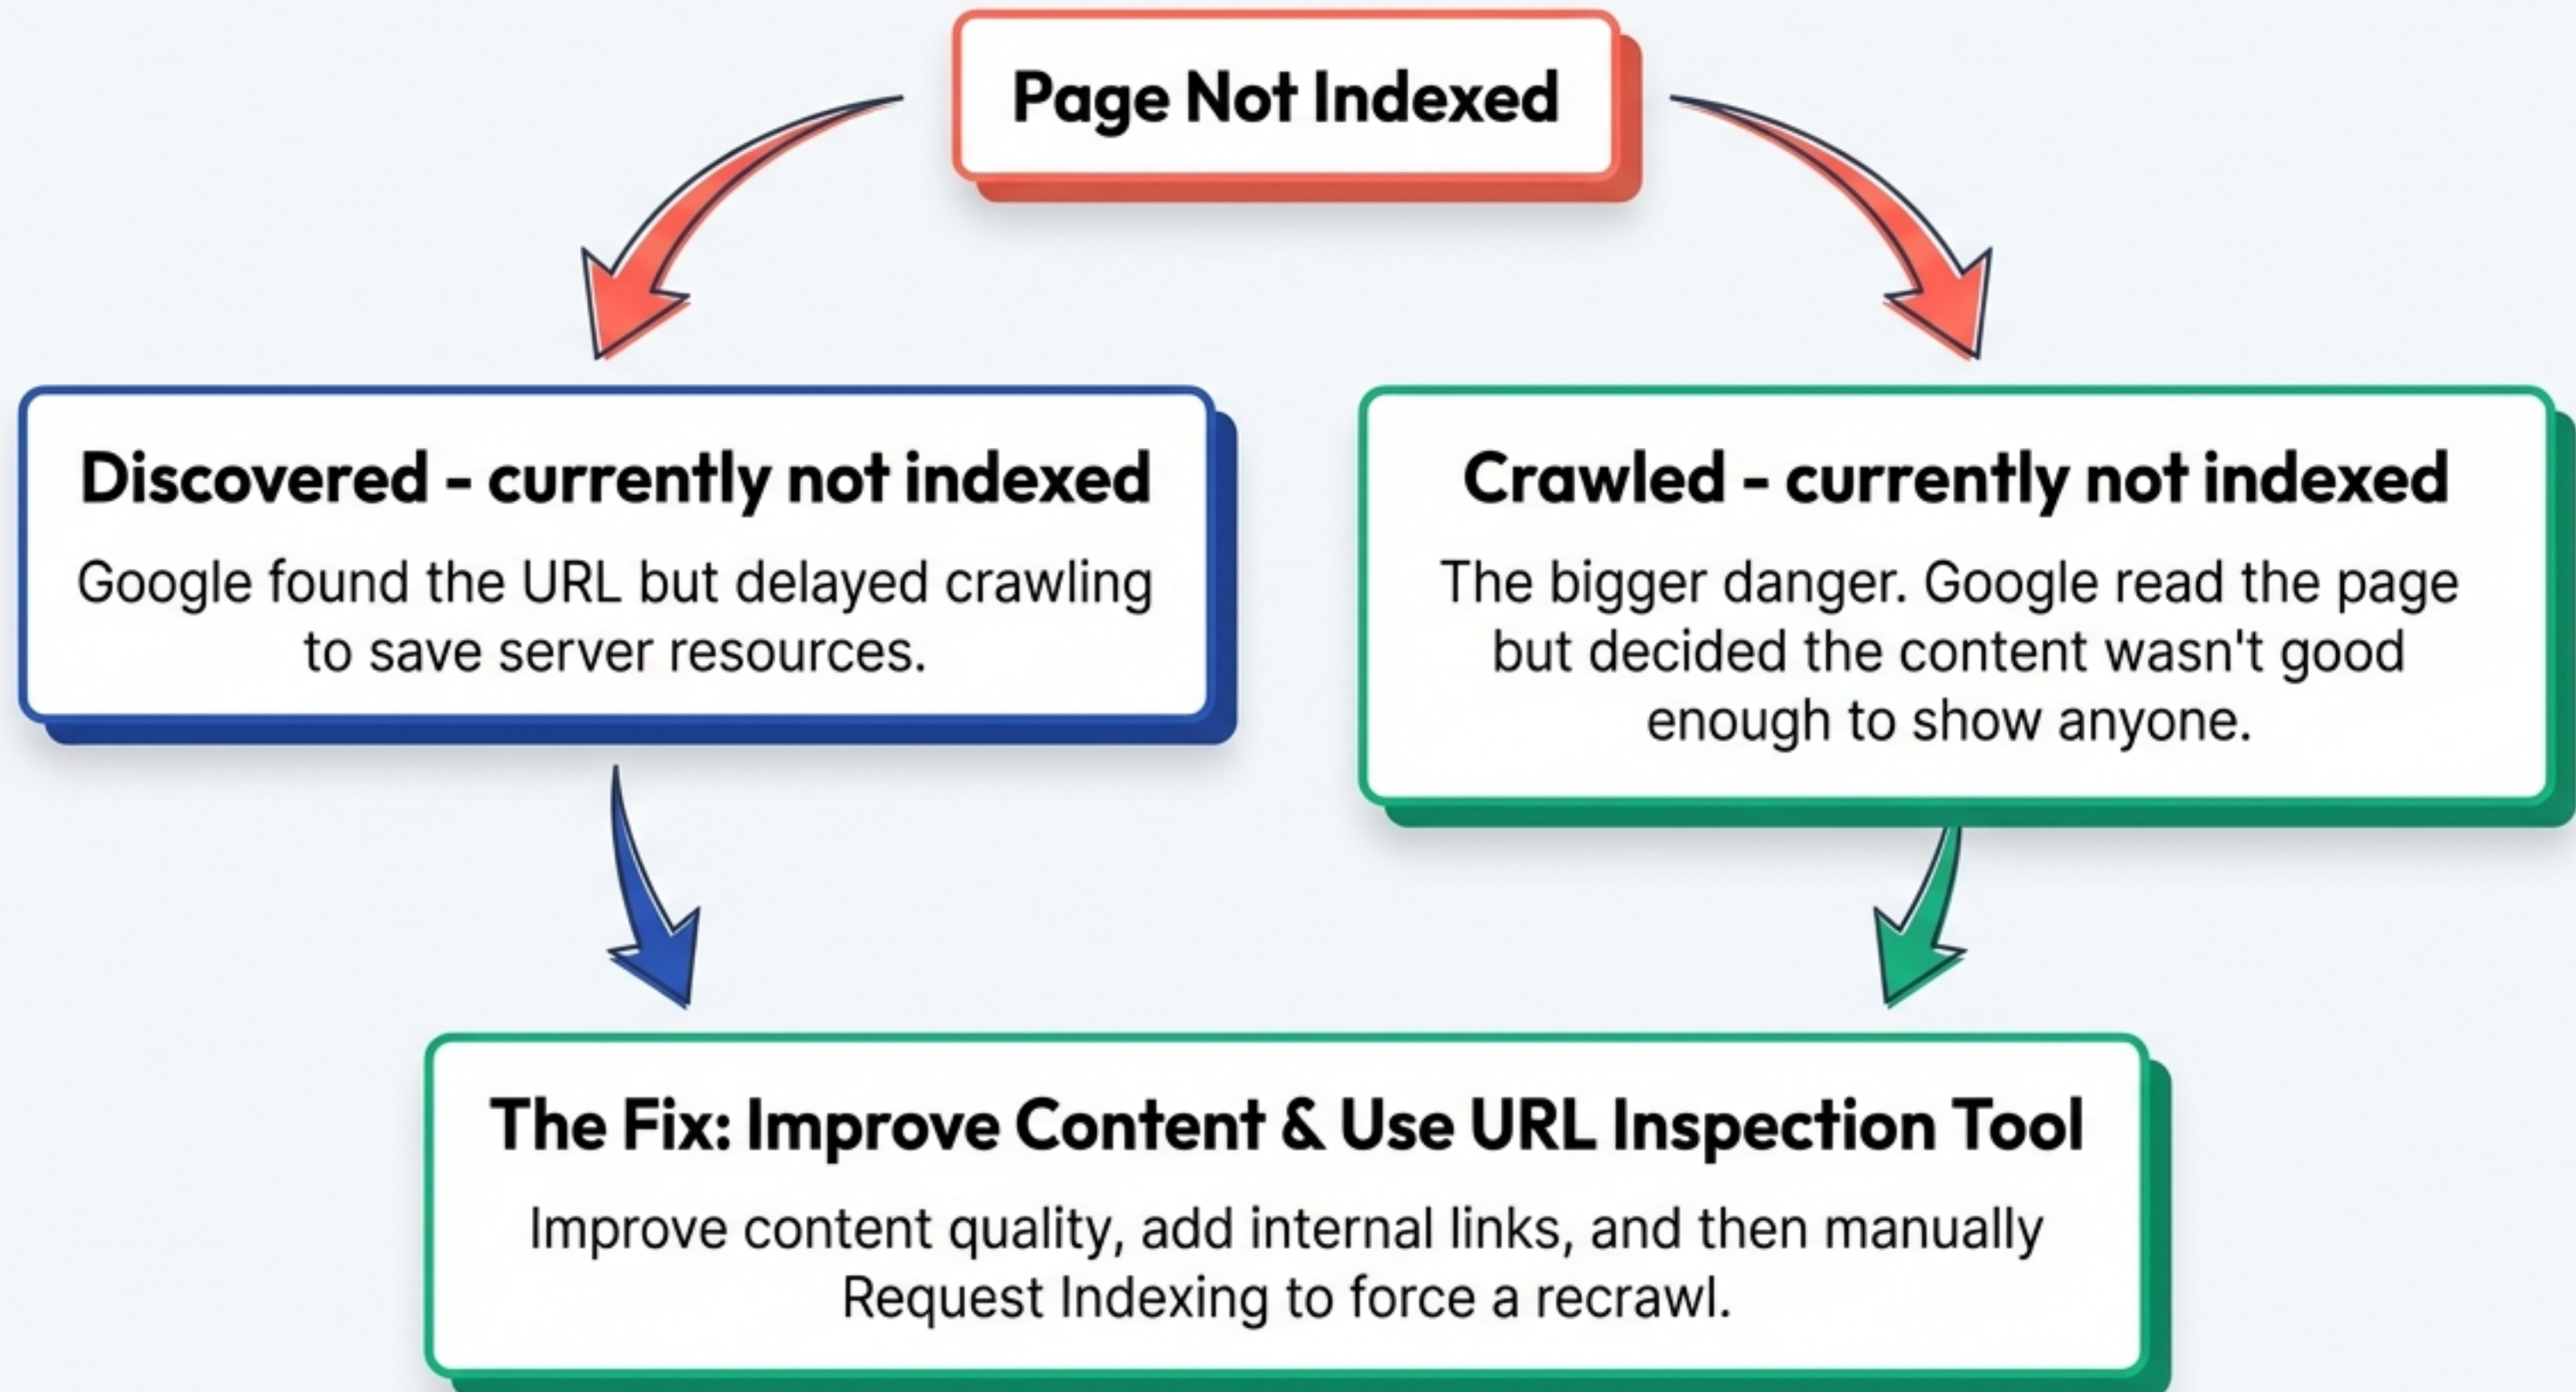 Page Not Indexed
Discovered - currently not indexed
Google found the URL but delayed crawling
to save server resources.
Crawled - currently not indexed
The bigger danger. Google read the page
but decided the content wasn't good
enough to show anyone.
The Fix: Improve Content & Use URL Inspection Tool
Improve content quality, add internal links, and then manually
Request Indexing to force a recrawl.